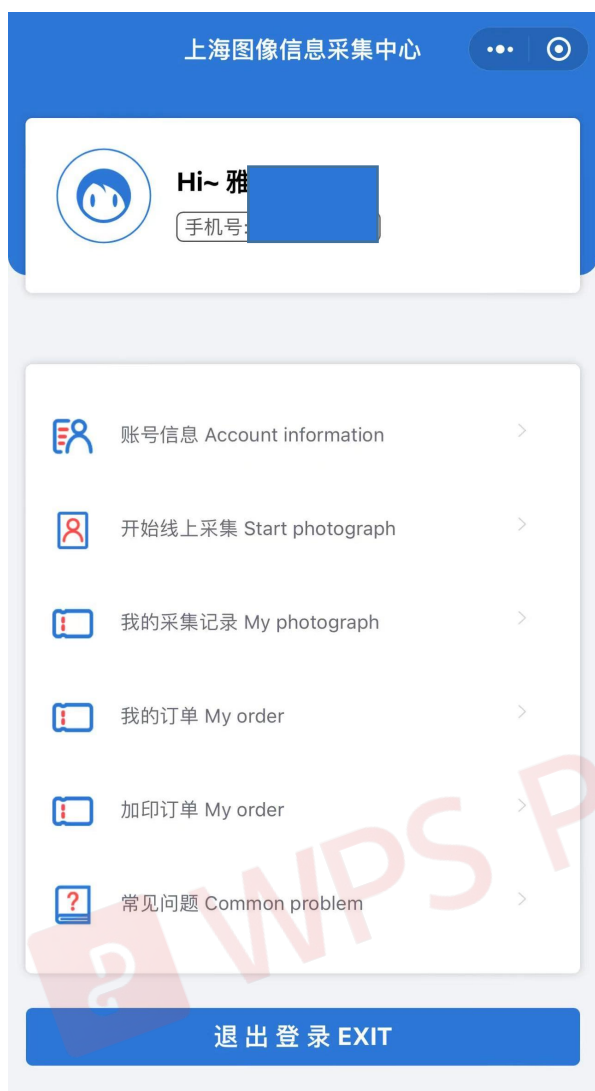 上海图像信息采集中心
Hi~ 雅
手机号:
账号信息 Account information
开始线上采集 Start photograph
我的采集记录 My photograph
我的订单 My order
加印订单 My order
常见问题 Common problem
WPS P
退出登录 EXIT